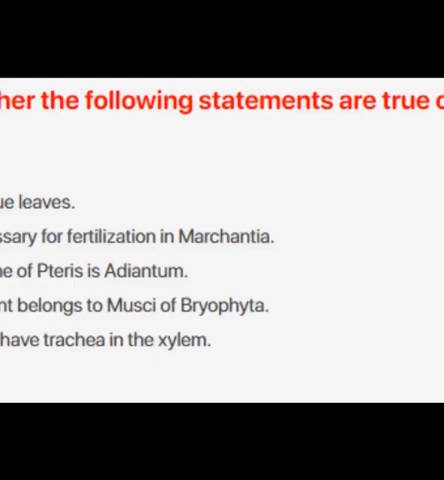 her the following statements are true
ue leaves.
ssary for fertilization in Marchantia.
ne of Pteris is Adiantum.
nt belongs to Musci of Bryophyta.
have trachea in the xylem.